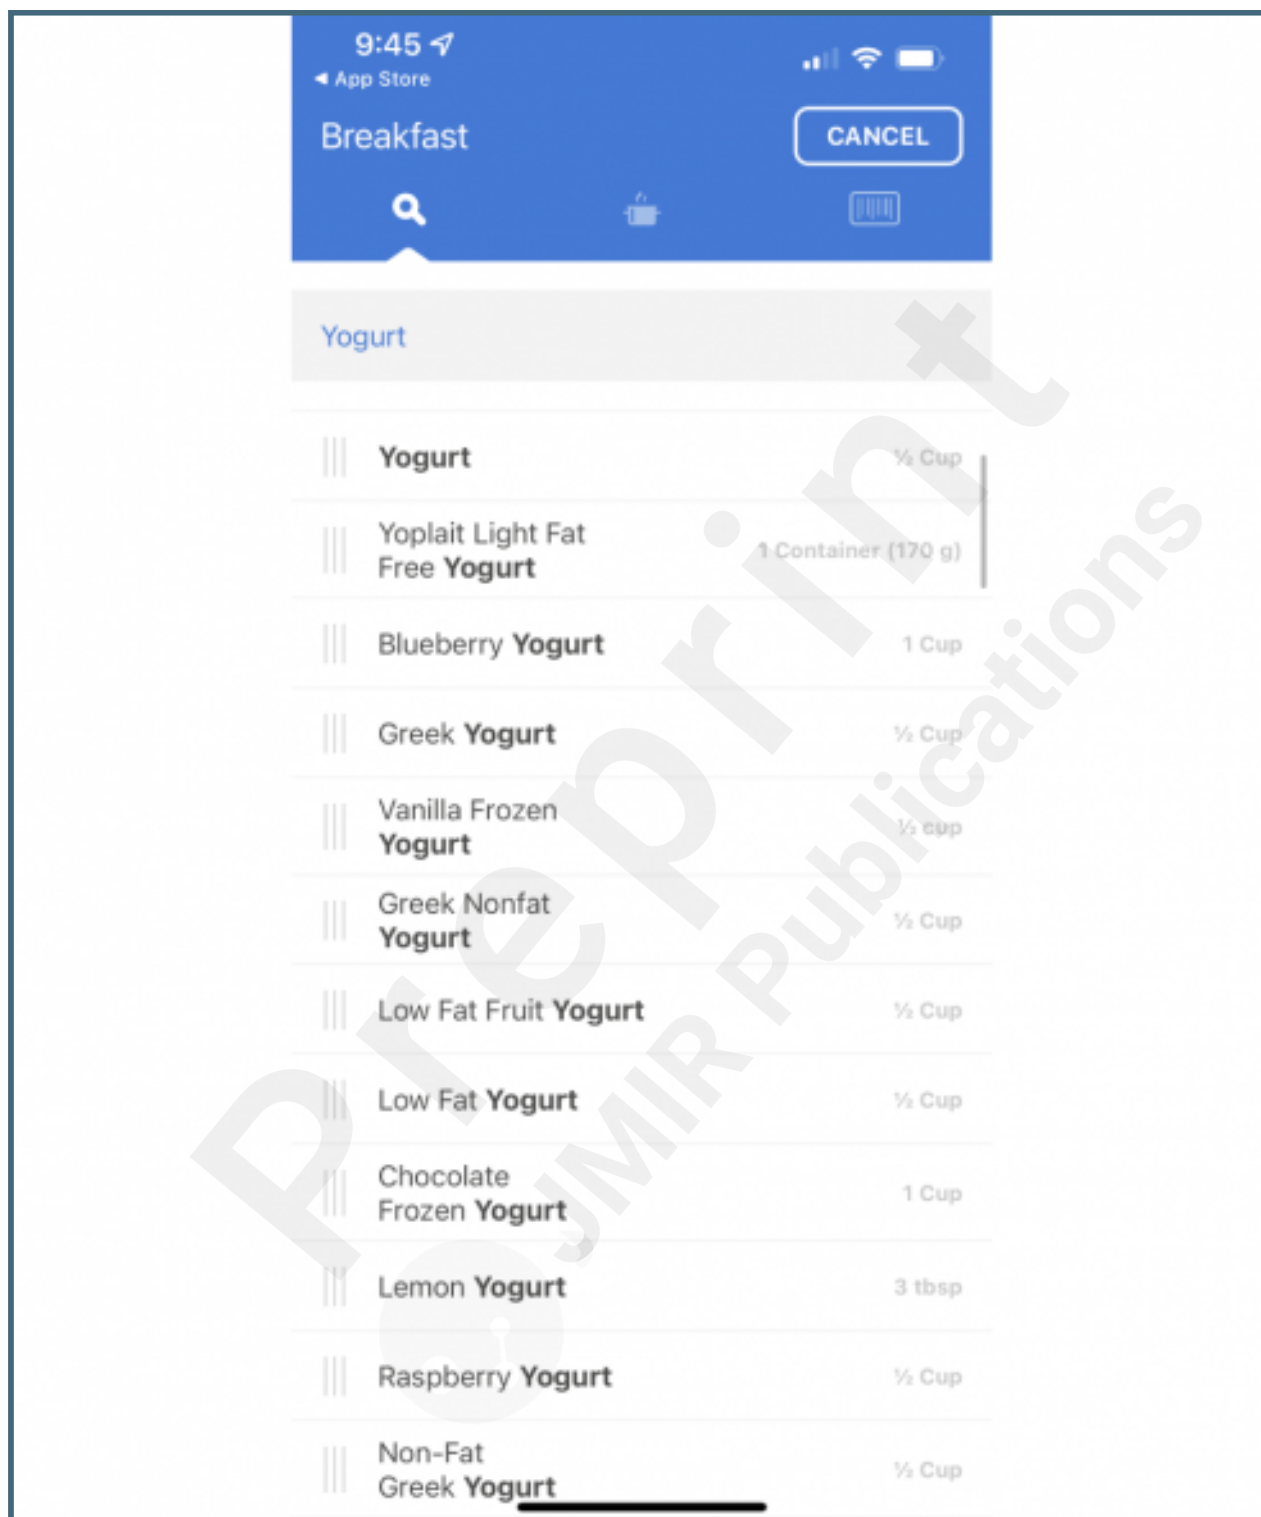 9:45
◀ App Store
Breakfast
CANCEL
Yogurt
Yogurt ½ Cup
Yoplait Light Fat
Free Yogurt
1 Container (170 g)
Blueberry Yogurt 1 Cup
Greek Yogurt ½ Cup
Vanilla Frozen
Yogurt
½ cup
Greek Nonfat
Yogurt
½ Cup
Low Fat Fruit Yogurt ½ Cup
Low Fat Yogurt ½ Cup
Chocolate
Frozen Yogurt
1 Cup
Lemon Yogurt 3 tbsp
Raspberry Yogurt ½ Cup
Non-Fat
Greek Yogurt
½ Cup
Preprint
JMIR Publications